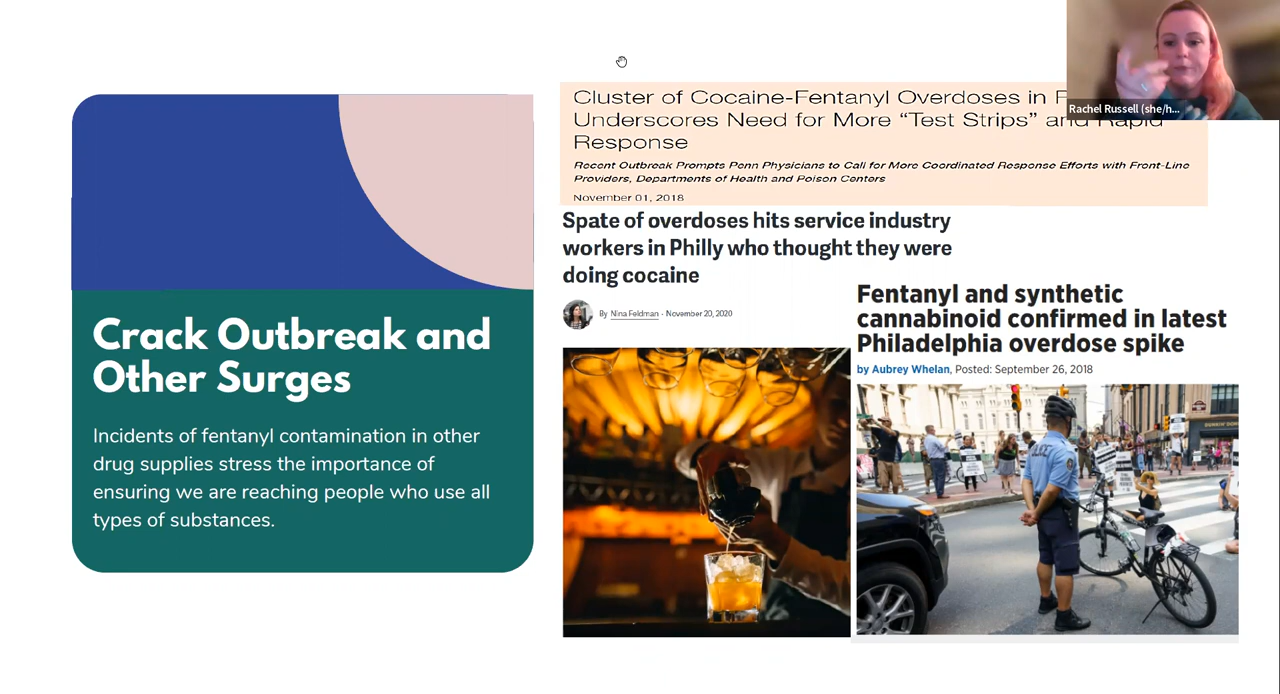 Crack Outbreak and
Other Surges
Incidents of fentanyl contamination in other
drug supplies stress the importance of
ensuring we are reaching people who use all
types of substances.
Cluster of Cocaine-Fentanyl Overdoses in
Underscores Need for More “Test Strips” and Rapid
Response
Recent Outbreak Prompts Penn Physicians to Call for More Coordinated Response Efforts with Front-Line
Providers, Departments of Health and Poison Centers
November 01, 2018
Spate of overdoses hits service industry
workers in Philly who thought they were
doing cocaine
By Nina Feldman · November 20, 2020
Fentanyl and synthetic
cannabinoid confirmed in latest
Philadelphia overdose spike
by Aubrey Whelan, Posted: September 26, 2018
POLICE
Rachel Russell (she/h...